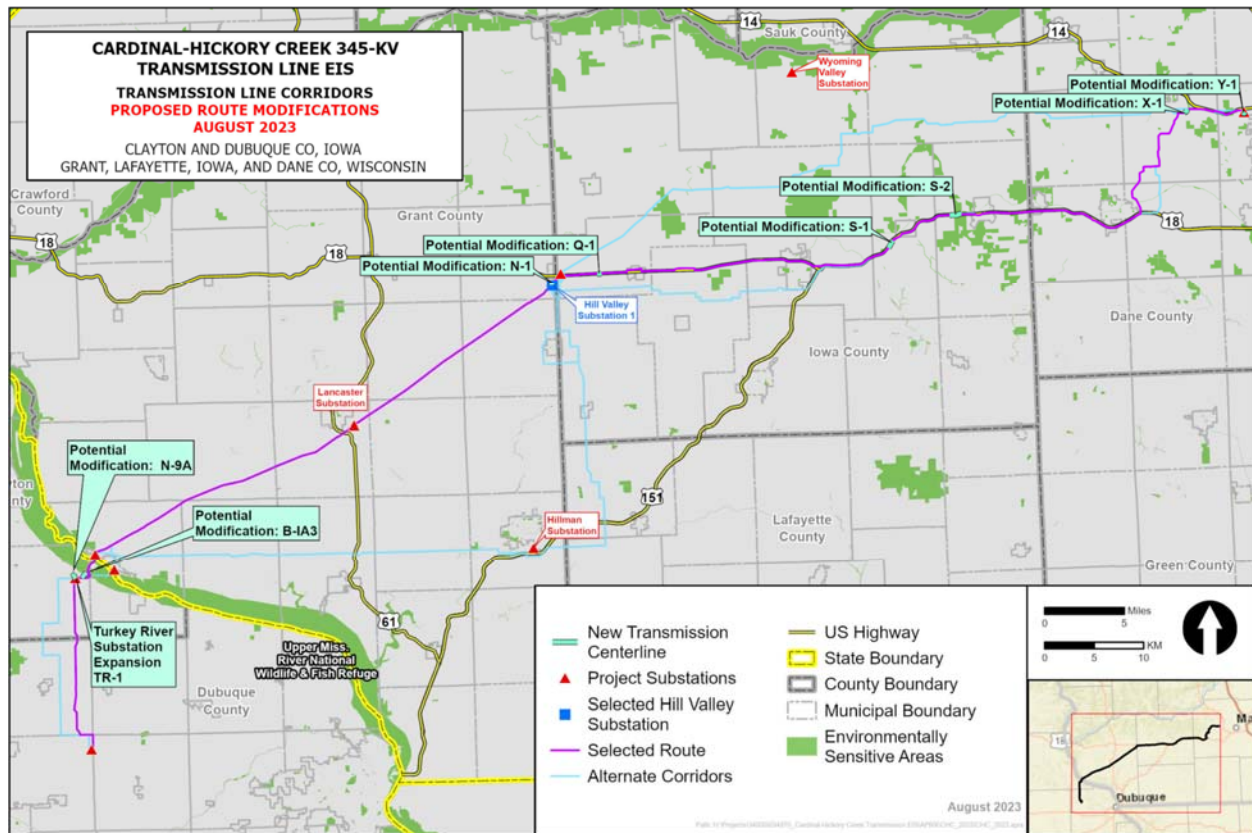 CARDINAL-HICKORY CREEK 345-KV
TRANSMISSION LINE EIS
TRANSMISSION LINE CORRIDORS
PROPOSED ROUTE MODIFICATIONS
AUGUST 2023
CLAYTON AND DUBUQUE CO, IOWA
GRANT, LAFAYETTE, IOWA, AND DANE CO, WISCONSIN
14
Sauk County
14
Wyoming
Valley
Substation
Potential Modification: Y-1
Potential Modification: X-1
Crawford
County
18
Grant County
18
Potential Modification: S-2
Potential Modification: S-1
18
Potential Modification: Q-1
Potential Modification: N-1
Hill Valley
Substation 1
Dane County
Iowa County
Lancaster
Substation
Potential
Modification: N-9A
yton
nty
151
Potential
Modification: B-IA3
Hillman
Substation
Lafayette
County
Green County
61
Turkey River
Substation
Expansion
TR-1
Upper Miss.
River National
Wildlife & Fish Refuge
Dubuque
County
New Transmission
Centerline
Project Substations
Selected Hill Valley
Substation
Selected Route
Alternate Corridors
US Highway
State Boundary
County Boundary
Municipal Boundary
Environmentally
Sensitive Areas
August 2023
Miles
0 5
KM
0 5 10
18
Ma
Dubuque